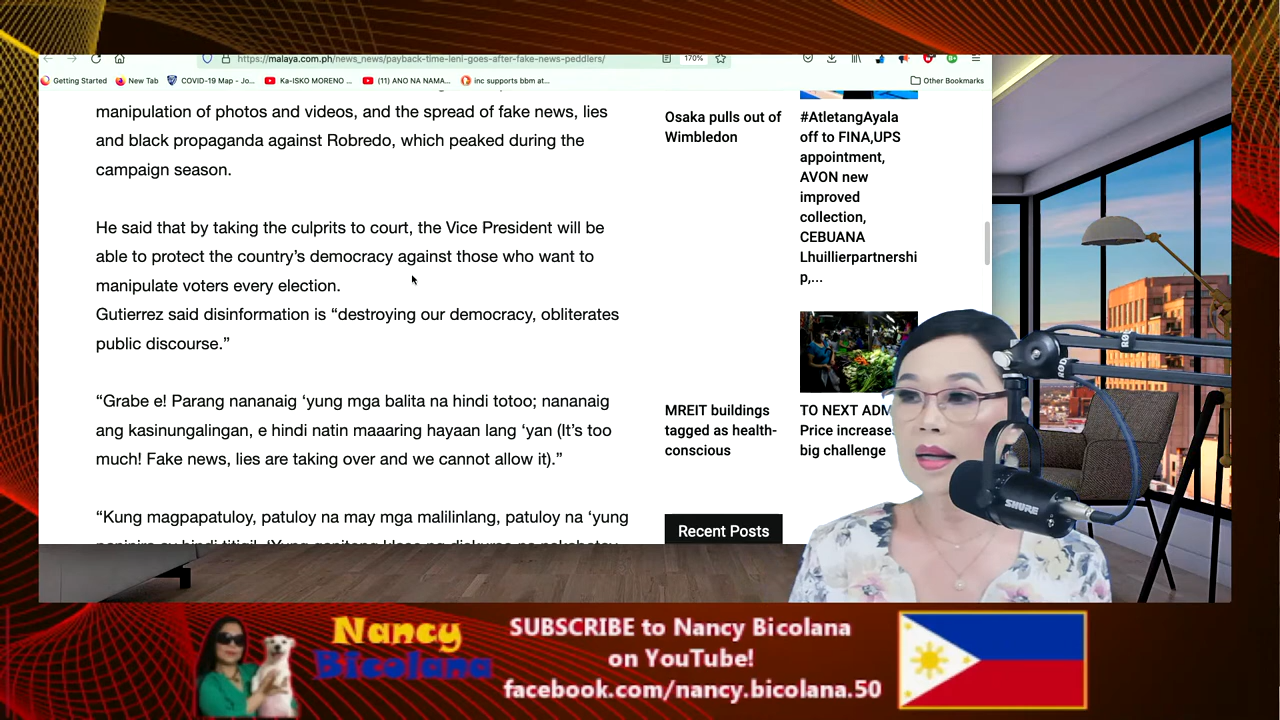 https://malaya.com.ph/news_news/payback-time-leni-goes-after-fake-news-peddlers/
170%
Getting Started
New Tab
COVID-19 Map - Jo...
Ka-ISKO MORENO ...
(11) ANO NA NAMA...
inc supports bbm at...
Other Bookmarks
manipulation of photos and videos, and the spread of fake news, lies
and black propaganda against Robredo, which peaked during the
campaign season.
He said that by taking the culprits to court, the Vice President will be
able to protect the country’s democracy against those who want to
manipulate voters every election.
Gutierrez said disinformation is “destroying our democracy, obliterates
public discourse.”
“Grabe e! Parang nananaig ‘yung mga balita na hindi totoo; nananaig
ang kasinungalingan, e hindi natin maaring hayaan lang ‘yan (It’s too
much! Fake news, lies are taking over and we cannot allow it).”
“Kung magpapatuloy, patuloy na may mga malilinlang, patuloy na ‘yung
Osaka pulls out of
Wimbledon
#AtletangAyala
off to FINA,UPS
appointment,
AVON new
improved
collection,
CEBUANA
Lhuillierpartnershi
p,...
MREIT buildings
tagged as health-
conscious
TO NEXT ADM
Price increase
big challenge
Recent Posts
RØDE
SHURE
Nancy
Bicolana
SUBSCRIBE to Nancy Bicolana
on YouTube!
facebook.com/nancy.bicolana.50